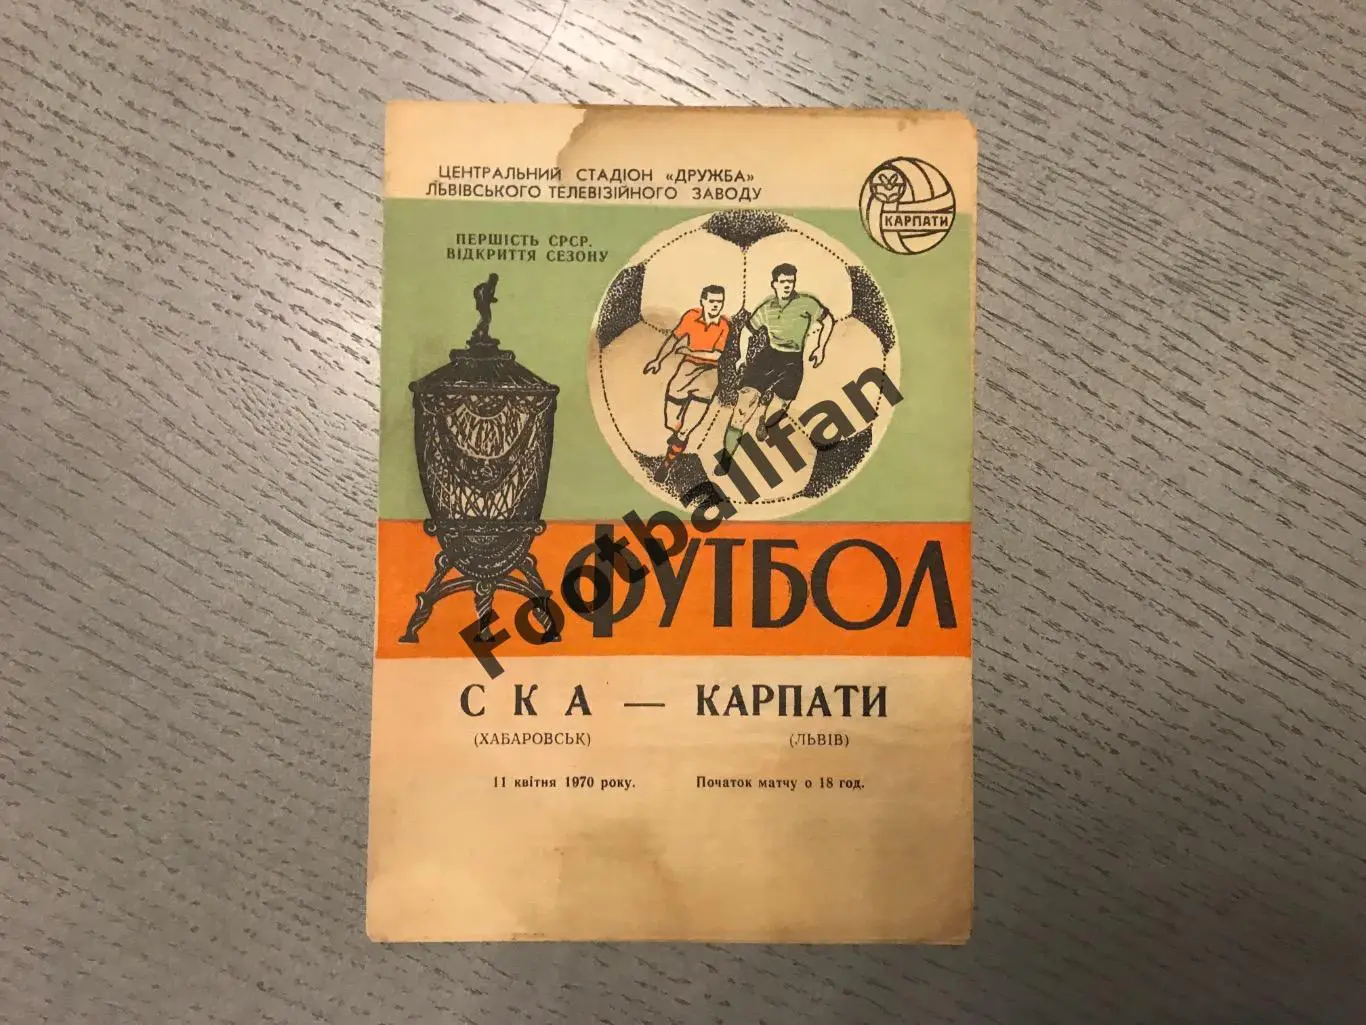 ЦЕНТРАЛЬНИЙ СТАДІОН «ДРУЖБА»
ЛЬВІВСЬКОГО ТЕЛЕВІЗІЙНОГО ЗАВОДУ
КАРПАТИ
ПЕРШІСТЬ СРСР.
ВІДКРИТТЯ СЕЗОНУ
Footballfan
ФУТБОЛ
СКА — КАРПАТИ
(ХАБАРОВСЬК) (ЛЬВІВ)
11 квітня 1970 року. Початок матчу о 18 год.